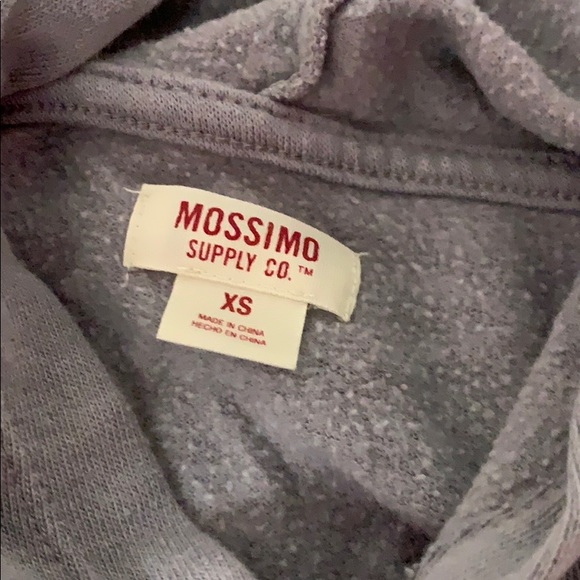 MOSSIMO
SUPPLY CO.™
XS
MADE IN CHINA
HECHO EN CHINA